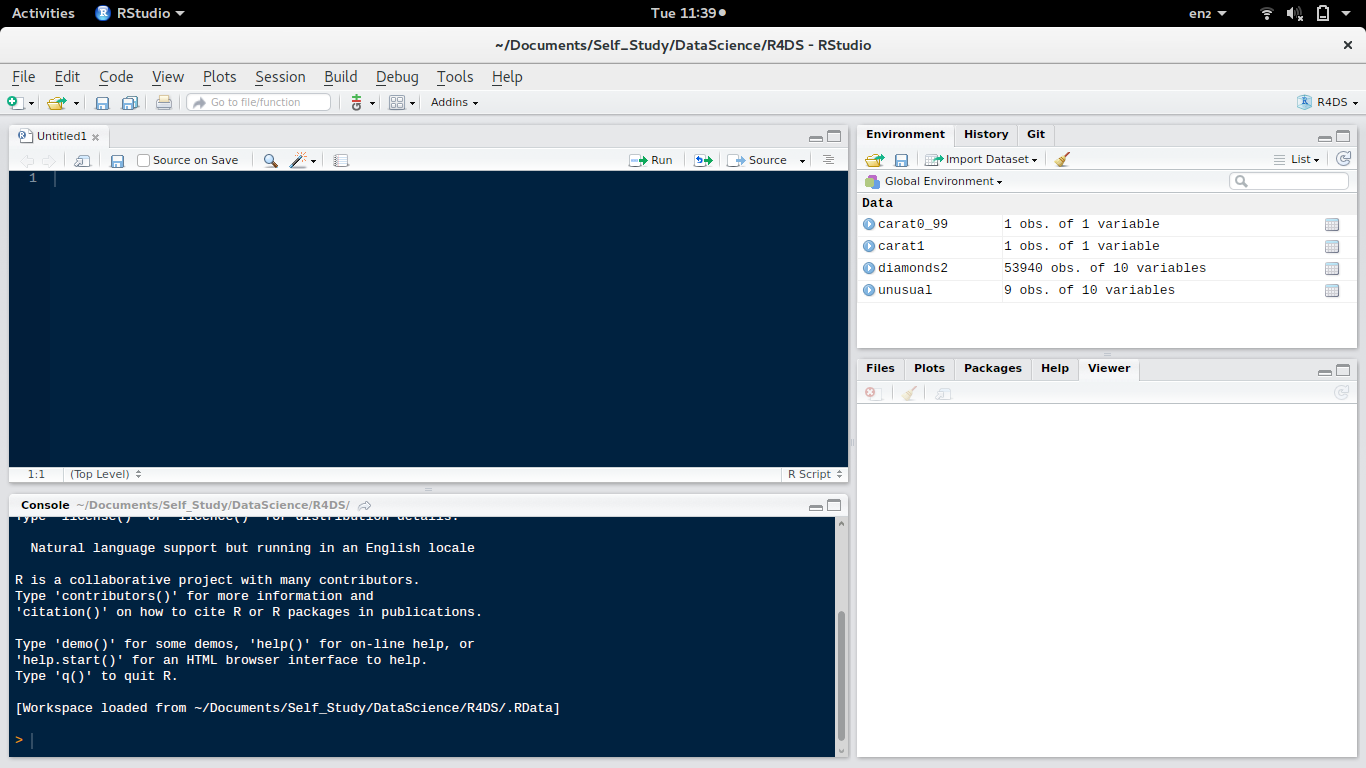 Activities RStudio Tue 11:39 en2
~/Documents/Self_Study/DataScience/R4DS - RStudio
File Edit Code View Plots Session Build Debug Tools Help
Go to file/function Addins R4DS
Untitled1
Source on Save Run Source
1
1:1 (Top Level) R Script
Console ~/Documents/Self_Study/DataScience/R4DS/
Type 'license()' or 'licence()' for distribution details.
Natural language support but running in an English locale
R is a collaborative project with many contributors.
Type 'contributors()' for more information and
'citation()' on how to cite R or R packages in publications.
Type 'demo()' for some demos, 'help()' for on-line help, or
'help.start()' for an HTML browser interface to help.
Type 'q()' to quit R.
[Workspace loaded from ~/Documents/Self_Study/DataScience/R4DS/.RData]
>
Environment History Git
Import Dataset List
Global Environment
Data
carat0_99 1 obs. of 1 variable
carat1 1 obs. of 1 variable
diamonds2 53940 obs. of 10 variables
unusual 9 obs. of 10 variables
Files Plots Packages Help Viewer